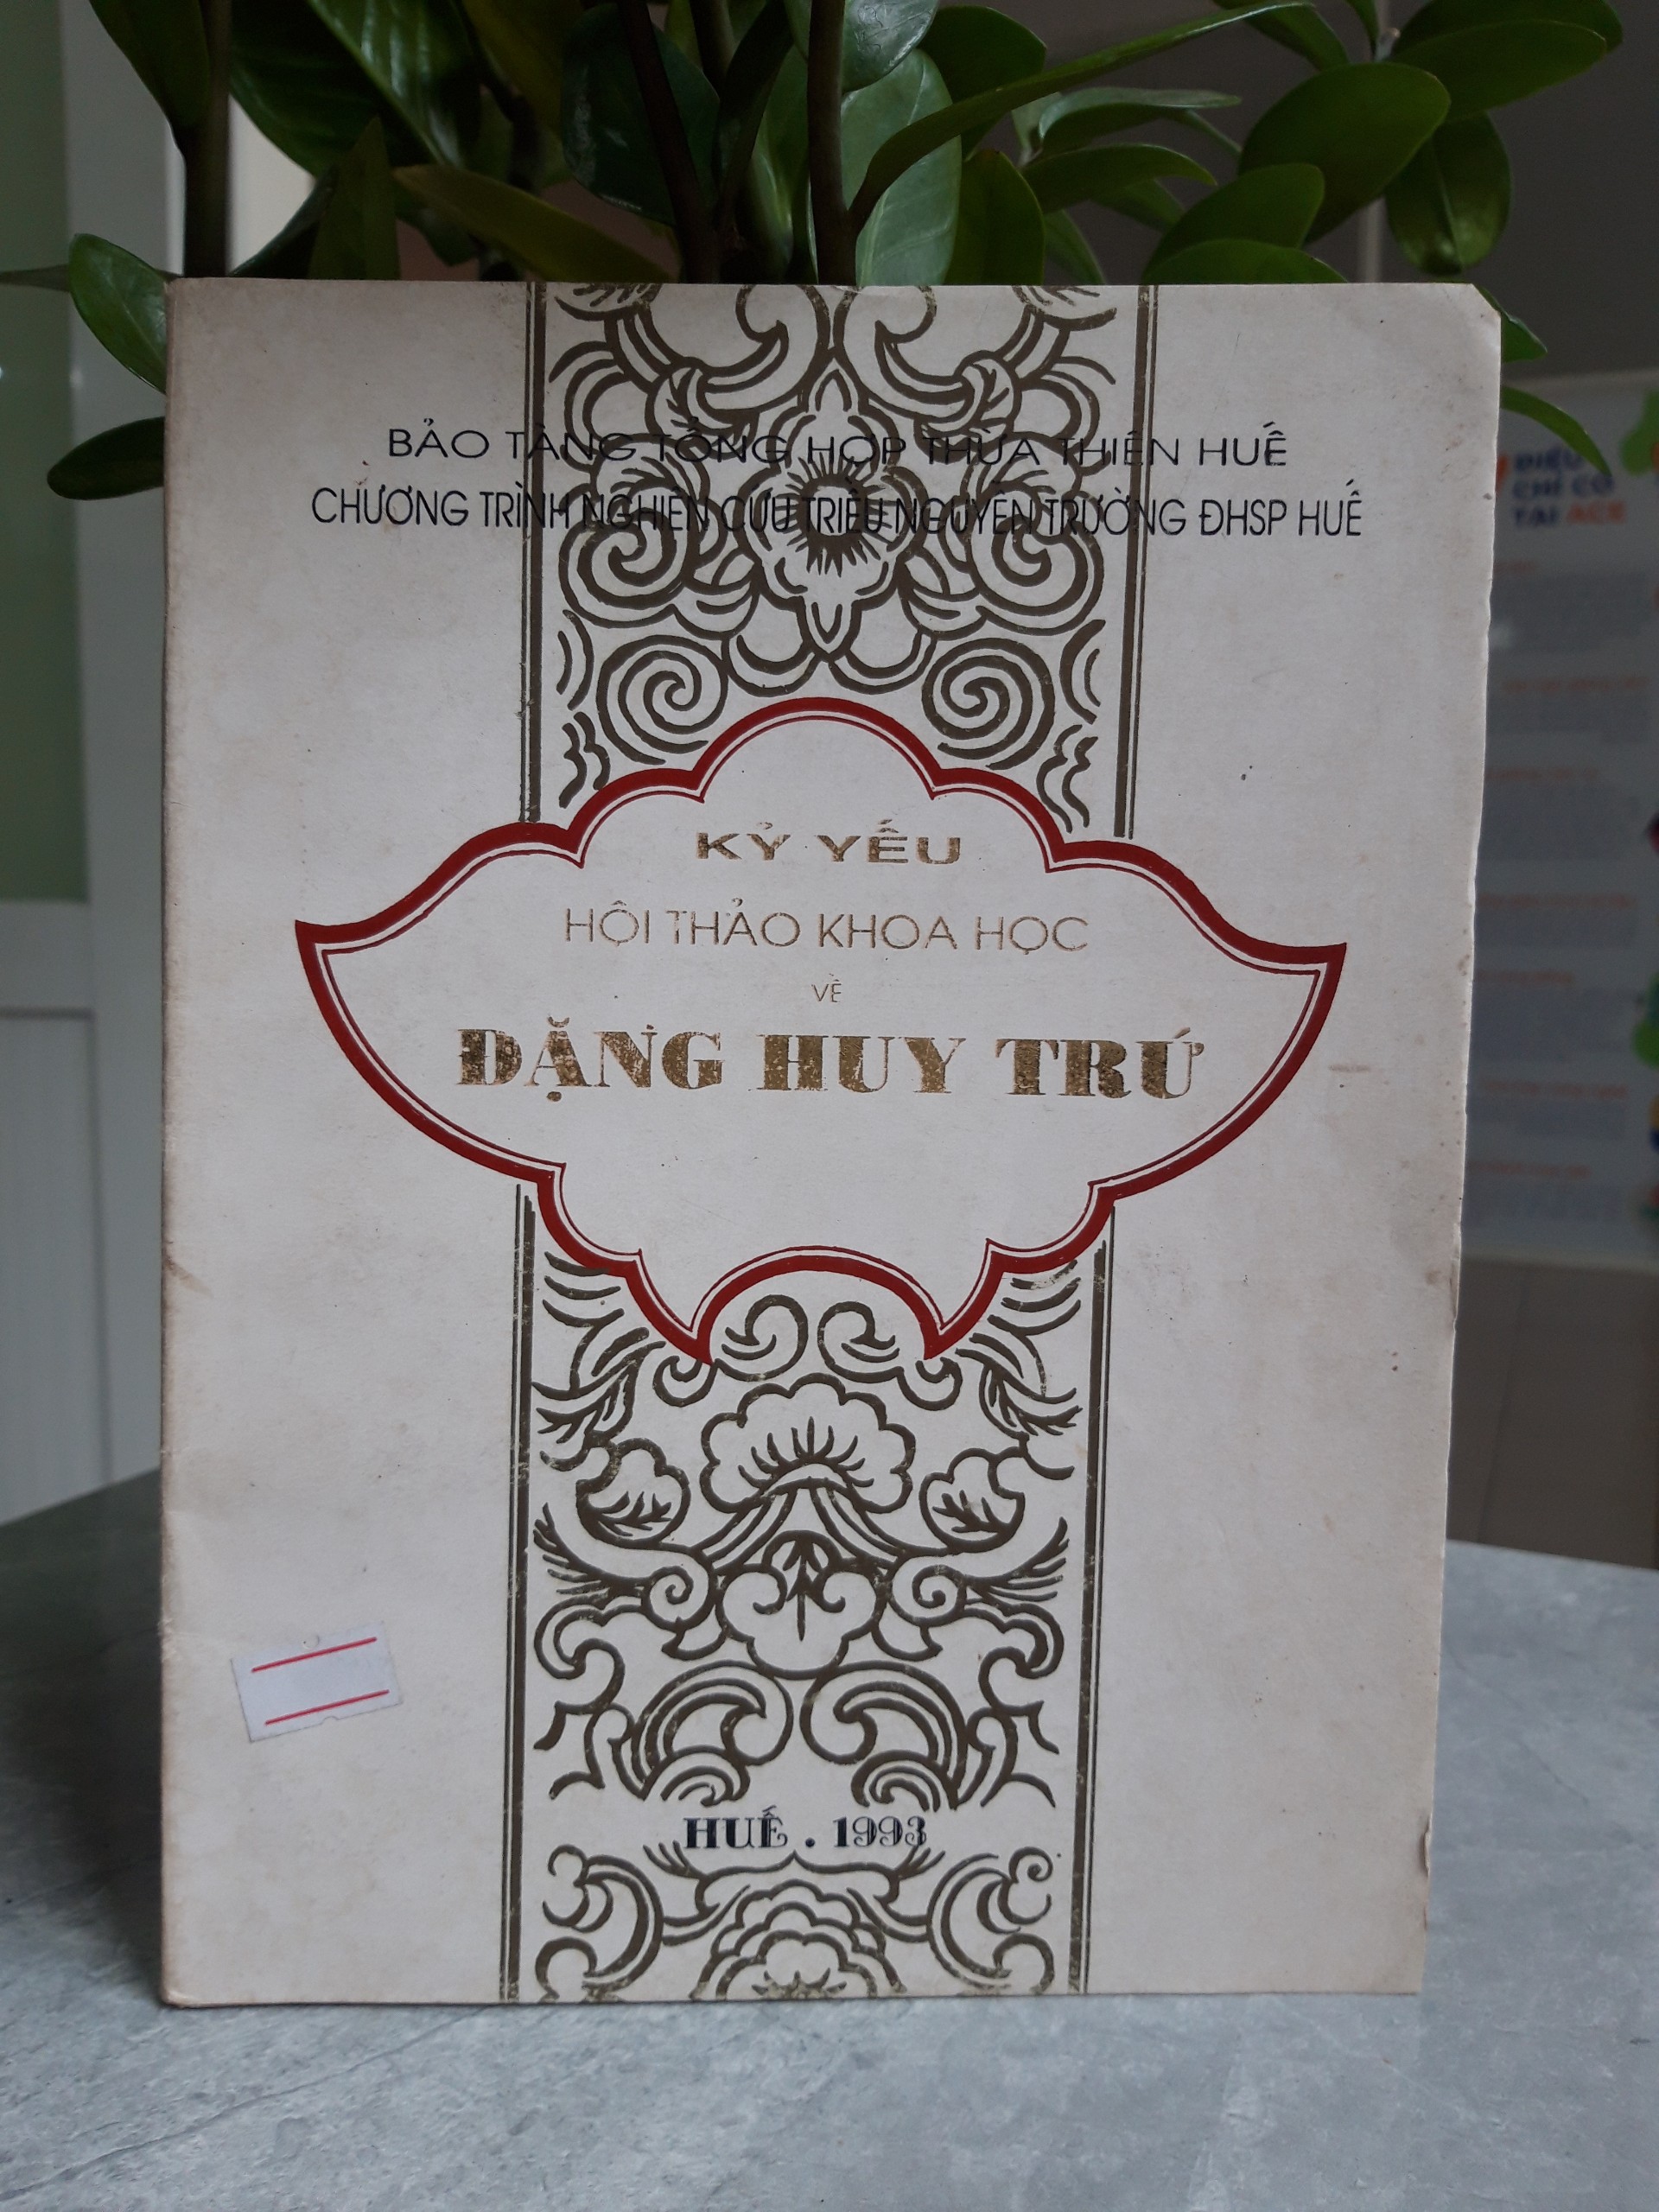 BẢO TÀNG TỔNG HỢP THỪA THIÊN HUẾ
CHƯƠNG TRÌNH NGHIÊN CỨU TRIỀU NGUYỄN TRƯỜNG ĐHSP HUẾ
KỶ YẾU
HỘI THẢO KHOA HỌC
VỀ
ĐẶNG HUY TRỨ
HUẾ . 1993